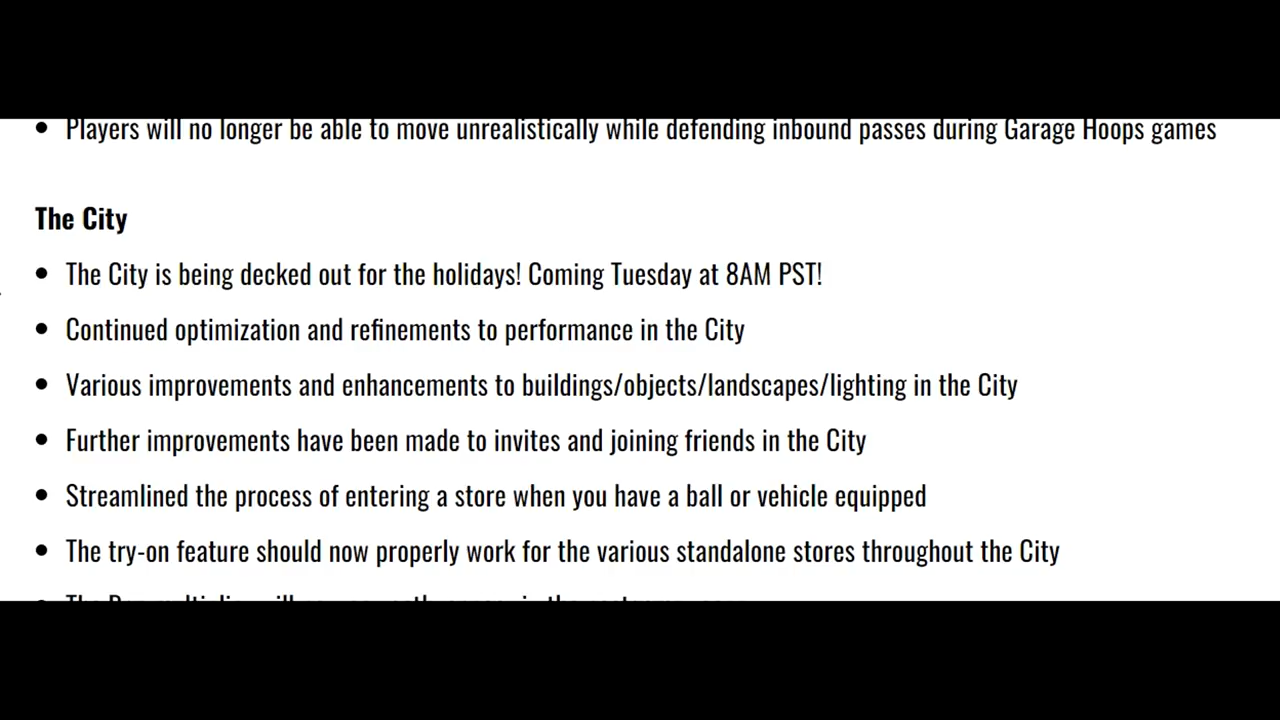 • Players will no longer be able to move unrealistically while defending inbound passes during Garage Hoops games
The City
• The City is being decked out for the holidays! Coming Tuesday at 8AM PST!
• Continued optimization and refinements to performance in the City
• Various improvements and enhancements to buildings/objects/landscapes/lighting in the City
• Further improvements have been made to invites and joining friends in the City
• Streamlined the process of entering a store when you have a ball or vehicle equipped
• The try-on feature should now properly work for the various standalone stores throughout the City